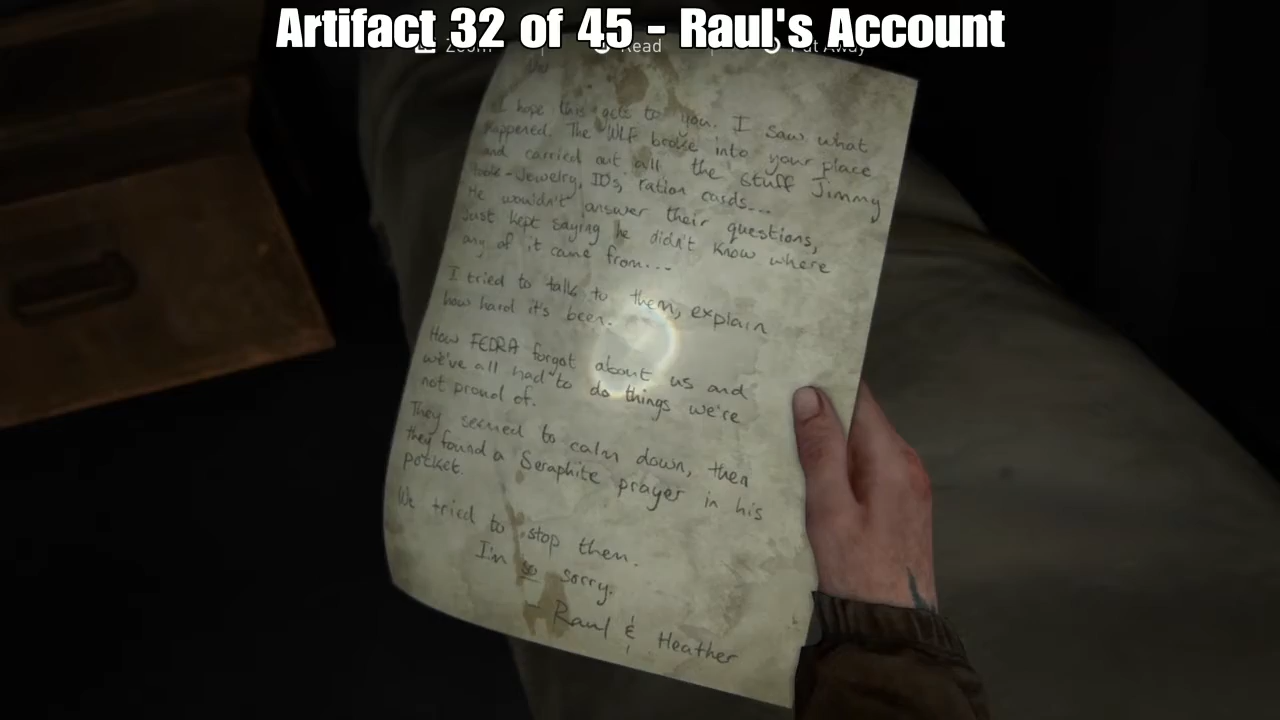 Artifact 32 of 45 - Raul's Account
Zoom Read Put Away
I hope this gets to you. I saw what
happened. The WLF broke into your place
and carried out all the stuff Jimmy
took - Jewelry, IDs, ration cards...
He wouldn't answer their questions,
Just kept saying he didn't know where
any of it came from...
I tried to talk to them, explain
how hard it's been.
How FEDRA forgot about us and
we've all had to do things we're
not proud of.
They seemed to calm down, then
they found a Seraphite prayer in his
pocket.
We tried to stop them.
I'm so sorry.
- Raul & Heather